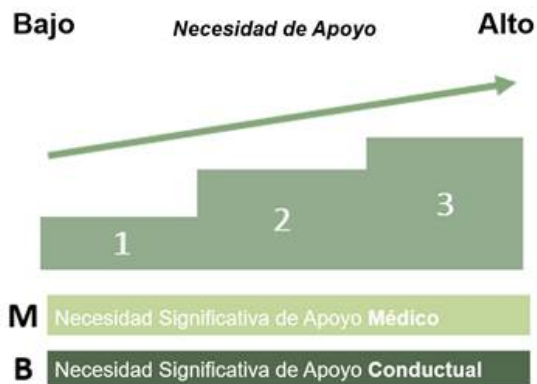 Bajo Necesidad de Apoyo Alto
1
2
3
M Necesidad Significativa de Apoyo Médico
B Necesidad Significativa de Apoyo Conductual